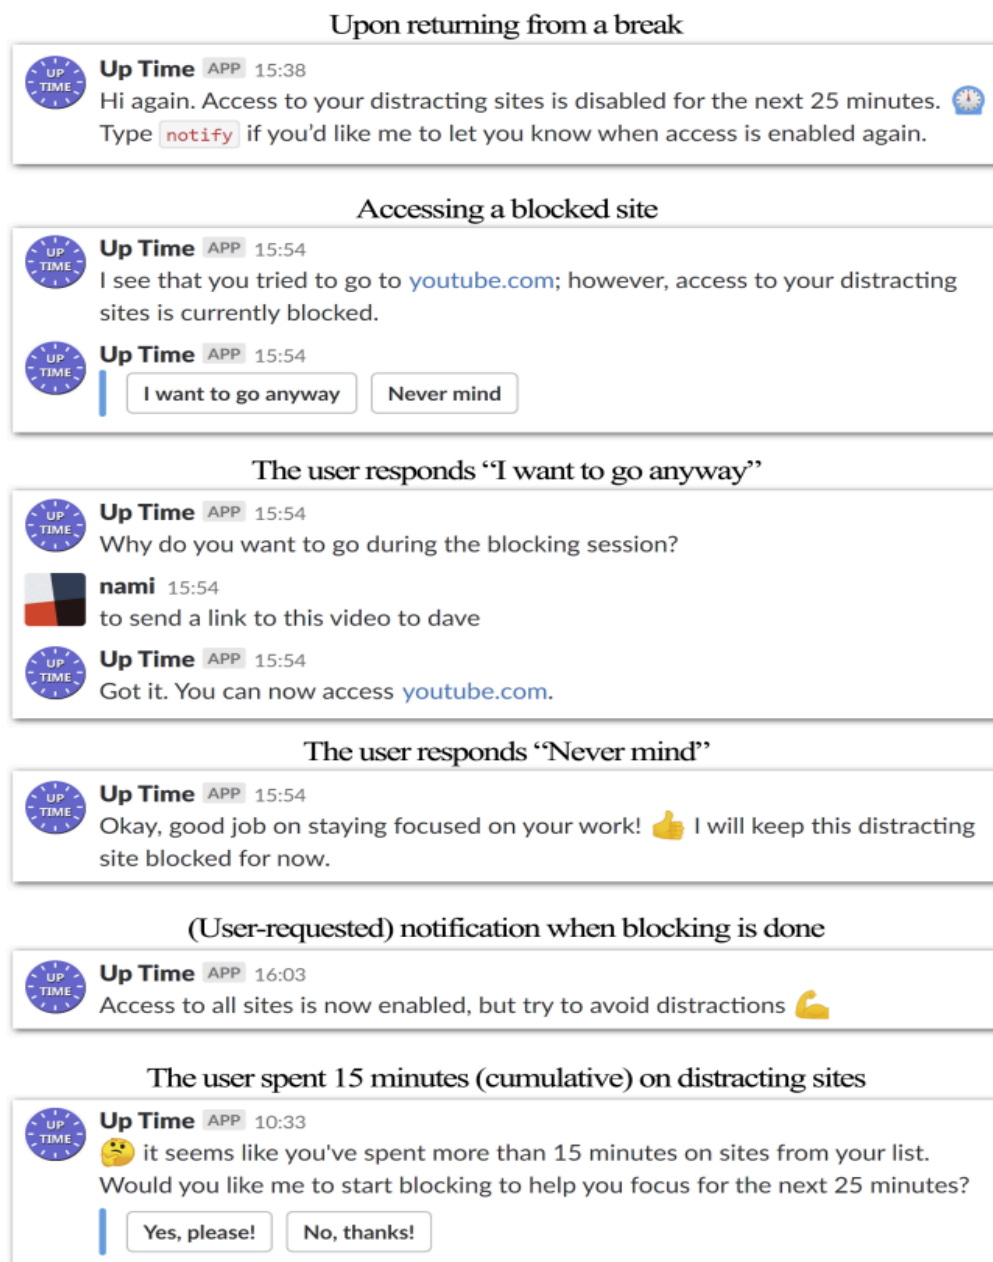 Upon returning from a break
UP TIME
Up Time APP 15:38
Hi again. Access to your distracting sites is disabled for the next 25 minutes.
Type notify if you’d like me to let you know when access is enabled again.
Accessing a blocked site
UP TIME
Up Time APP 15:54
I see that you tried to go to youtube.com; however, access to your distracting
sites is currently blocked.
UP TIME
Up Time APP 15:54
I want to go anyway Never mind
The user responds “I want to go anyway”
UP TIME
Up Time APP 15:54
Why do you want to go during the blocking session?
nami 15:54
to send a link to this video to dave
UP TIME
Up Time APP 15:54
Got it. You can now access youtube.com.
The user responds “Never mind”
UP TIME
Up Time APP 15:54
Okay, good job on staying focused on your work! 👍 I will keep this distracting
site blocked for now.
(User-requested) notification when blocking is done
UP TIME
Up Time APP 16:03
Access to all sites is now enabled, but try to avoid distractions 💪
The user spent 15 minutes (cumulative) on distracting sites
UP TIME
Up Time APP 10:33
🤔 it seems like you've spent more than 15 minutes on sites from your list.
Would you like me to start blocking to help you focus for the next 25 minutes?
Yes, please! No, thanks!